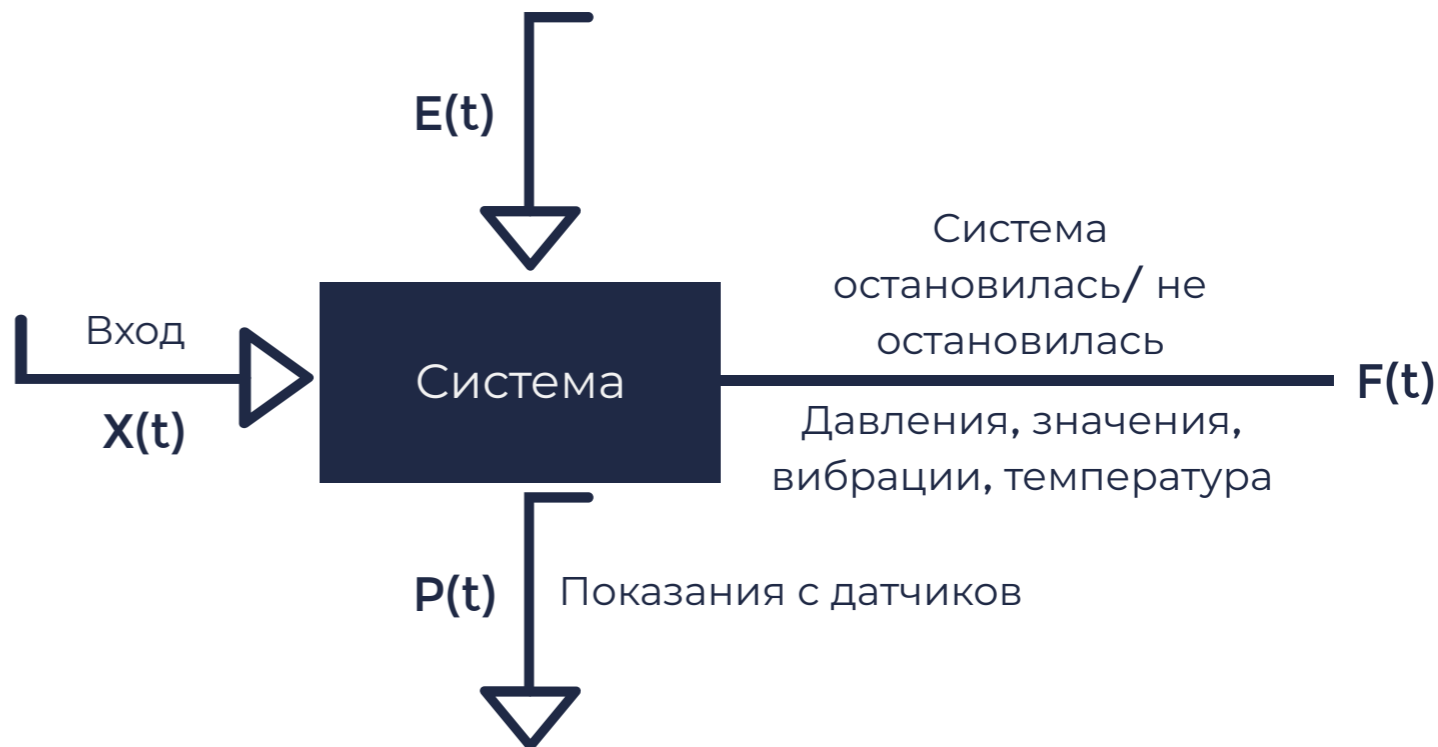 E(t)
Система
остановилась/ не
остановилась
Вход
Система
F(t)
X(t)
Давления, значения,
вибрации, температура
P(t)
Показания с датчиков